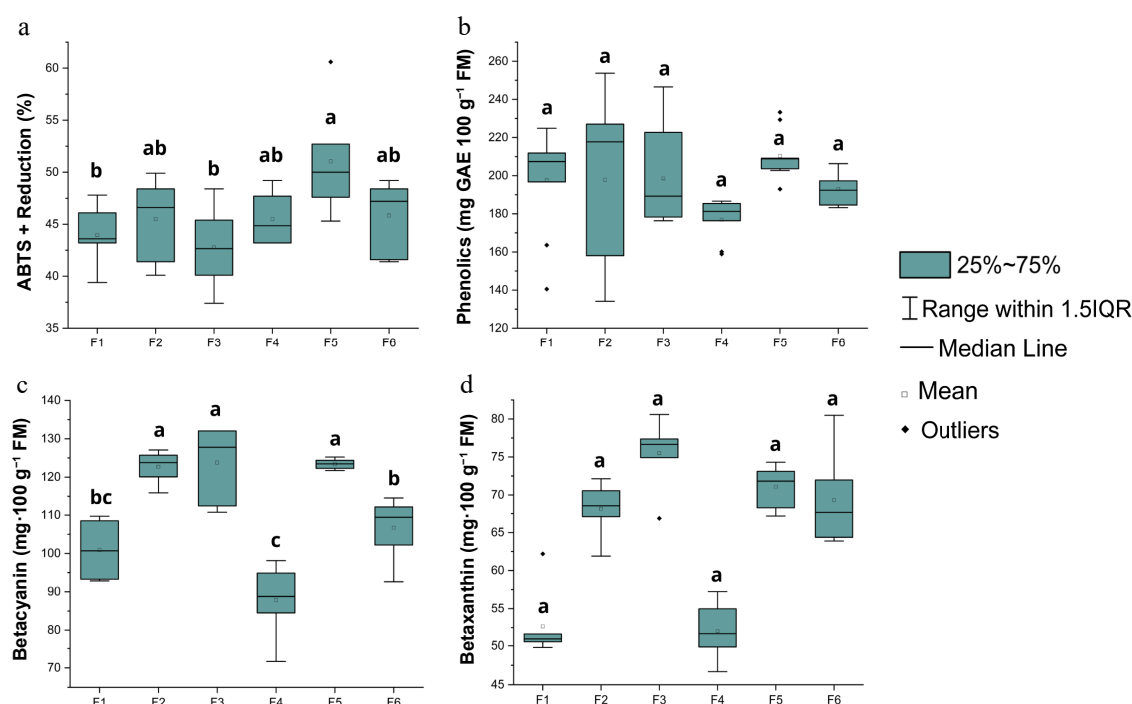 a
ABTS + Reduction (%)
60
55
50
45
40
35
b
ab
b
ab
a
ab
F1 F2 F3 F4 F5 F6
b
Phenolics (mg GAE 100 g⁻¹ FM)
260
240
220
200
180
160
140
120
a
a
a
a
a
a
F1 F2 F3 F4 F5 F6
c
Betacyanin (mg·100 g⁻¹ FM)
140
130
120
110
100
90
80
70
bc
a
a
c
a
b
F1 F2 F3 F4 F5 F6
d
Betaxanthin (mg·100 g⁻¹ FM)
80
75
70
65
60
55
50
45
a
a
a
a
a
a
F1 F2 F3 F4 F5 F6
25%~75%
Range within 1.5IQR
Median Line
Mean
Outliers